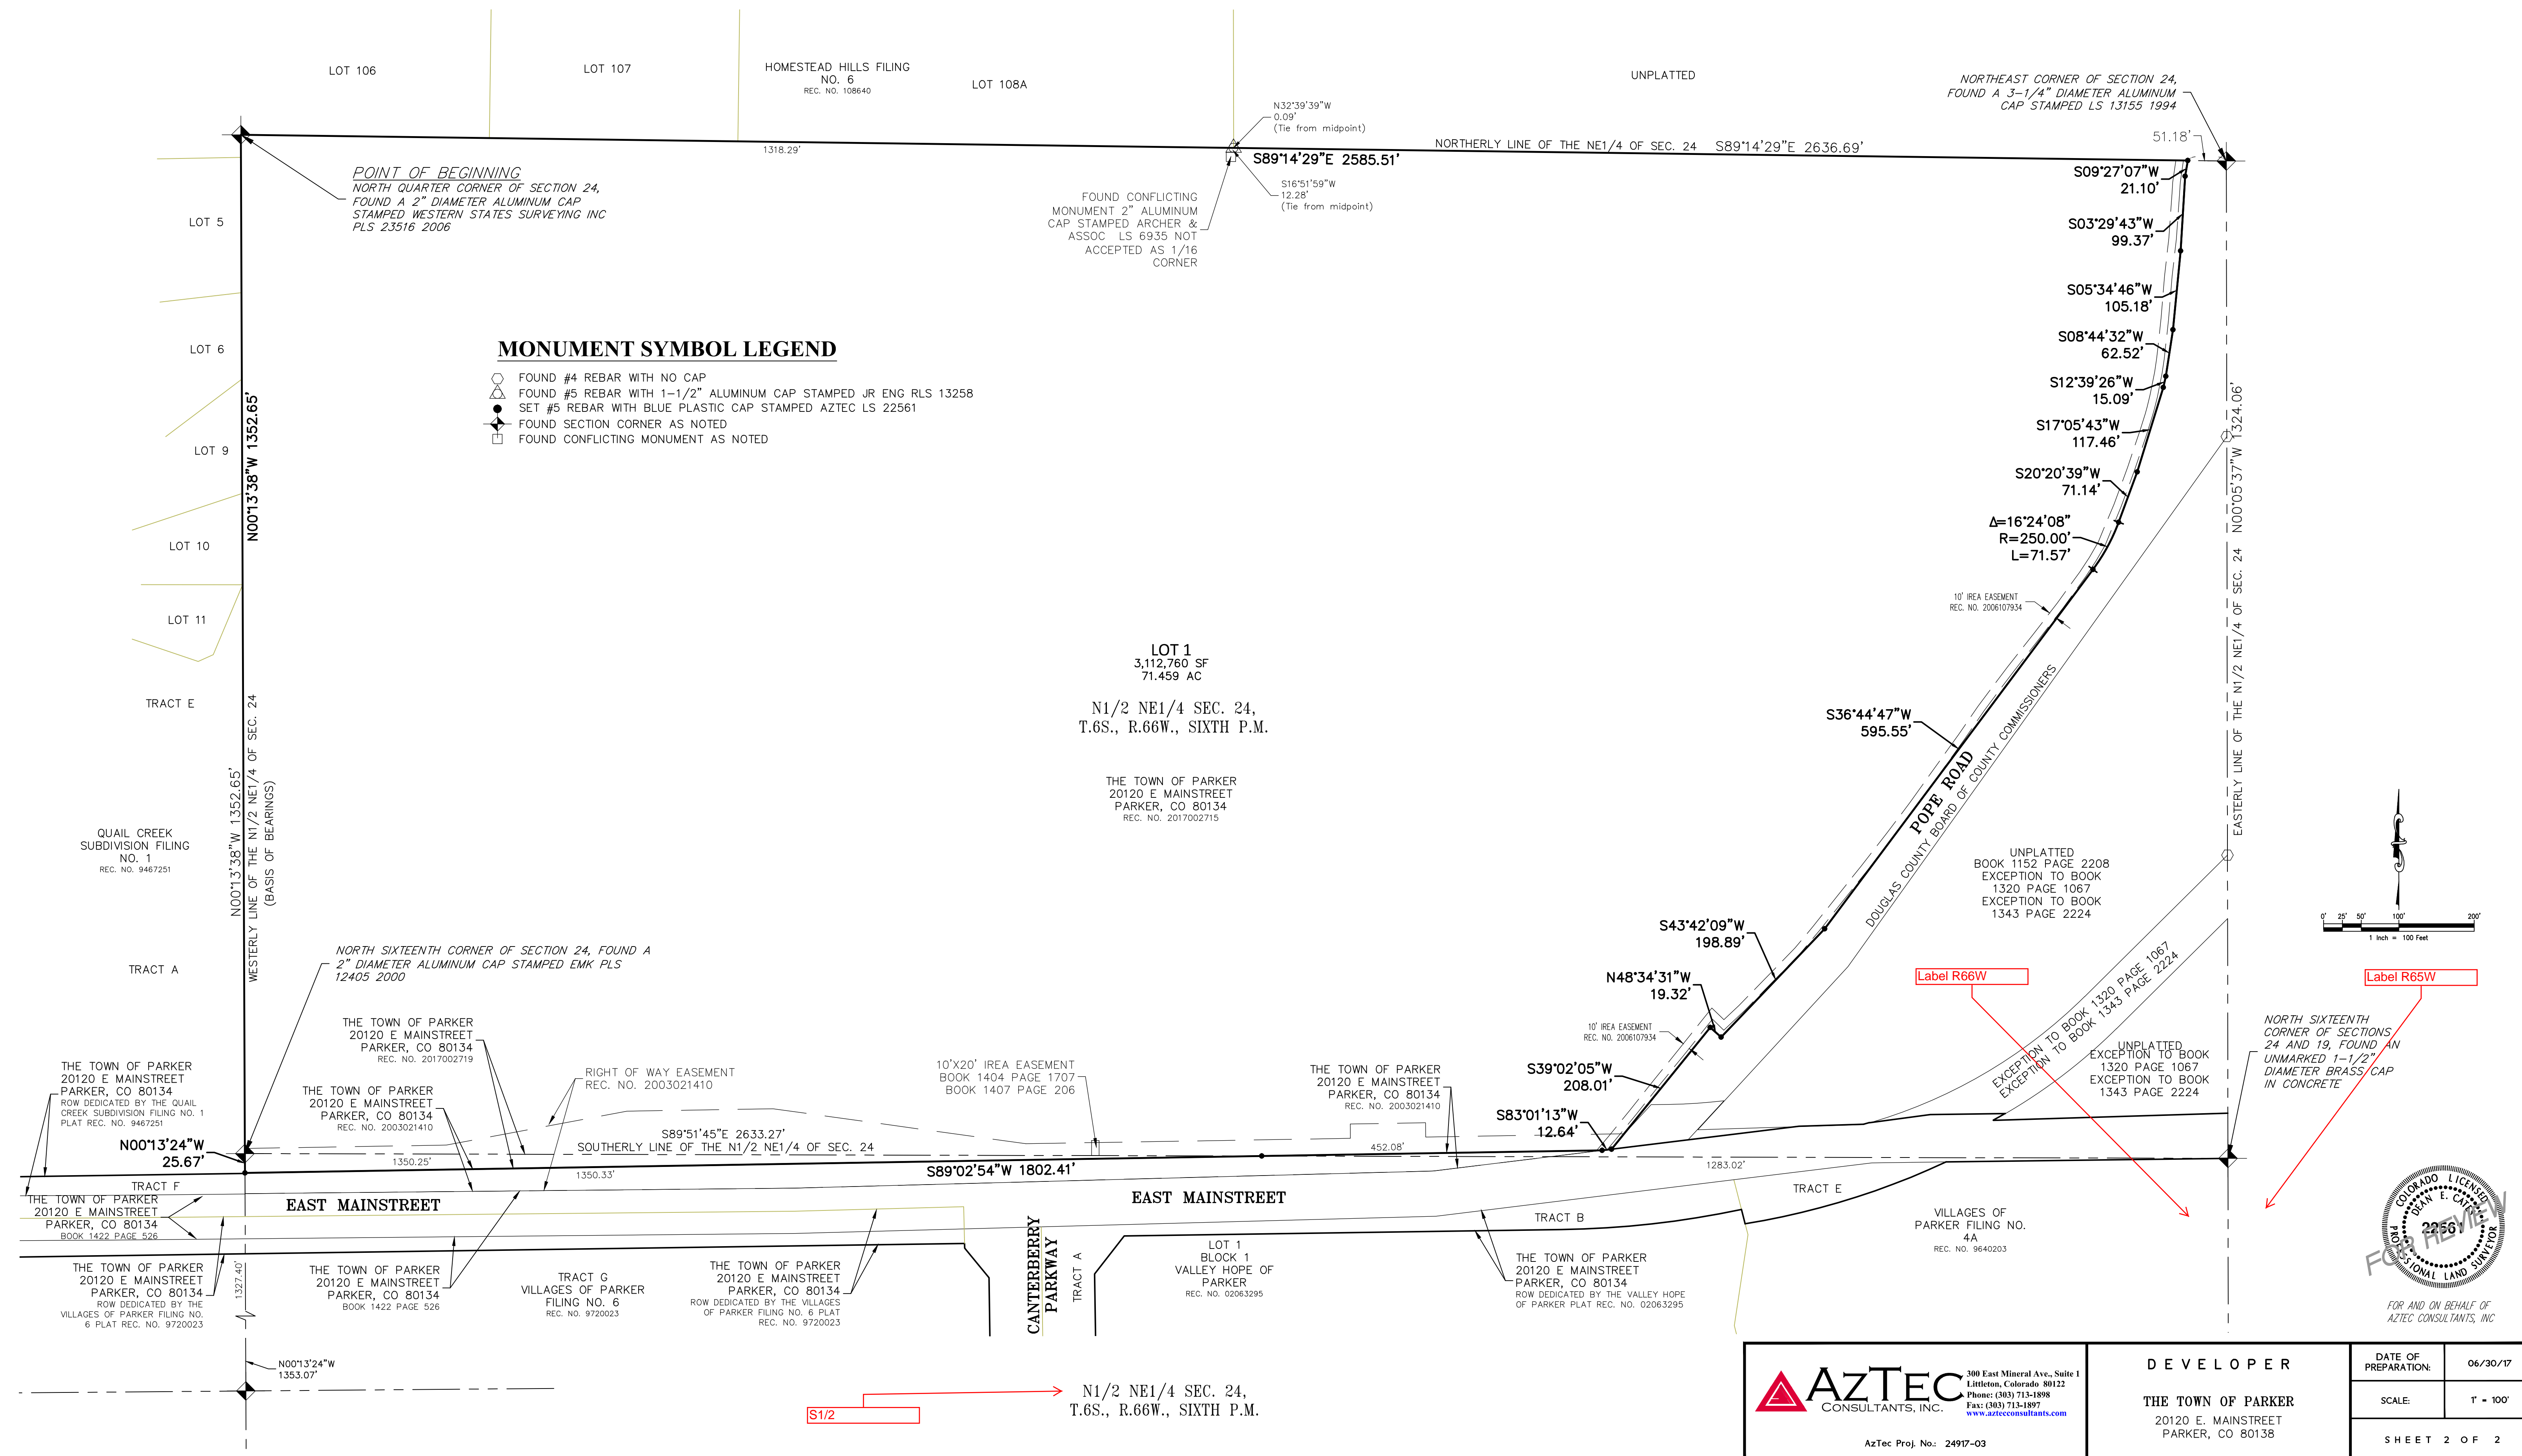 LOT 106
LOT 107
HOMESTEAD HILLS FILING
NO. 6
REC. NO. 108640
LOT 108A
UNPLATTED
NORTHEAST CORNER OF SECTION 24,
FOUND A 3-1/4" DIAMETER ALUMINUM
CAP STAMPED LS 13155 1994
N32°39'39"W
0.09'
(Tie from midpoint)
51.18'
1318.29'
S89°14'29"E 2585.51'
NORTHERLY LINE OF THE NE1/4 OF SEC. 24 S89°14'29"E 2636.69'
POINT OF BEGINNING
NORTH QUARTER CORNER OF SECTION 24,
FOUND A 2" DIAMETER ALUMINUM CAP
STAMPED WESTERN STATES SURVEYING INC
PLS 23516 2006
S16°51'59"W
12.28'
(Tie from midpoint)
FOUND CONFLICTING
MONUMENT 2" ALUMINUM
CAP STAMPED ARCHER &
ASSOC LS 6935 NOT
ACCEPTED AS 1/16
CORNER
S09°27'07"W
21.10'
S03°29'43"W
99.37'
S05°34'46"W
105.18'
S08°44'32"W
62.52'
S12°39'26"W
15.09'
S17°05'43"W
117.46'
S20°20'39"W
71.14'
Δ=16°24'08"
R=250.00'
L=71.57'
10' IREA EASEMENT
REC. NO. 2006107934
LOT 5
LOT 6
LOT 9
LOT 10
LOT 11
TRACT E
N00°13'38"W 1352.65'
MONUMENT SYMBOL LEGEND
FOUND #4 REBAR WITH NO CAP
FOUND #5 REBAR WITH 1-1/2" ALUMINUM CAP STAMPED JR ENG RLS 13258
SET #5 REBAR WITH BLUE PLASTIC CAP STAMPED AZTEC LS 22561
FOUND SECTION CORNER AS NOTED
FOUND CONFLICTING MONUMENT AS NOTED
EASTERLY LINE OF THE N1/2 NE1/4 OF SEC. 24 N00°05'37"W 1324.06'
LOT 1
3,112,760 SF
71.459 AC
N1/2 NE1/4 SEC. 24,
T.6S., R.66W., SIXTH P.M.
THE TOWN OF PARKER
20120 E MAINSTREET
PARKER, CO 80134
REC. NO. 2017002715
S36°44'47"W
595.55'
POPE ROAD
DOUGLAS COUNTY BOARD OF COUNTY COMMISSIONERS
N00°13'38"W 1352.65'
WESTERLY LINE OF THE N1/2 NE1/4 OF SEC. 24
(BASIS OF BEARINGS)
QUAIL CREEK
SUBDIVISION FILING
NO. 1
REC. NO. 9467251
TRACT A
UNPLATTED
BOOK 1152 PAGE 2208
EXCEPTION TO BOOK
1320 PAGE 1067
EXCEPTION TO BOOK
1343 PAGE 2224
0' 25' 50' 100' 200'
1 Inch = 100 Feet
S43°42'09"W
198.89'
N48°34'31"W
19.32'
10' IREA EASEMENT
REC. NO. 2006107934
S39°02'05"W
208.01'
S83°01'13"W
12.64'
Label R66W
Label R65W
EXCEPTION TO BOOK 1320 PAGE 1067
EXCEPTION TO BOOK 1343 PAGE 2224
UNPLATTED
EXCEPTION TO BOOK
1320 PAGE 1067
EXCEPTION TO BOOK
1343 PAGE 2224
NORTH SIXTEENTH
CORNER OF SECTIONS
24 AND 19, FOUND AN
UNMARKED 1-1/2"
DIAMETER BRASS CAP
IN CONCRETE
NORTH SIXTEENTH CORNER OF SECTION 24, FOUND A
2" DIAMETER ALUMINUM CAP STAMPED EMK PLS
12405 2000
THE TOWN OF PARKER
20120 E MAINSTREET
PARKER, CO 80134
REC. NO. 2017002719
THE TOWN OF PARKER
20120 E MAINSTREET
PARKER, CO 80134
ROW DEDICATED BY THE QUAIL
CREEK SUBDIVISION FILING NO. 1
PLAT REC. NO. 9467251
THE TOWN OF PARKER
20120 E MAINSTREET
PARKER, CO 80134
REC. NO. 2003021410
RIGHT OF WAY EASEMENT
REC. NO. 2003021410
10'X20' IREA EASEMENT
BOOK 1404 PAGE 1707
BOOK 1407 PAGE 206
THE TOWN OF PARKER
20120 E MAINSTREET
PARKER, CO 80134
REC. NO. 2003021410
N00°13'24"W
25.67'
S89°51'45"E 2633.27'
SOUTHERLY LINE OF THE N1/2 NE1/4 OF SEC. 24
1350.25'
1350.33'
S89°02'54"W 1802.41'
452.08'
1283.02'
TRACT F
THE TOWN OF PARKER
20120 E MAINSTREET
PARKER, CO 80134
BOOK 1422 PAGE 526
EAST MAINSTREET
EAST MAINSTREET
TRACT E
TRACT B
VILLAGES OF
PARKER FILING NO.
4A
REC. NO. 9640203
THE TOWN OF PARKER
20120 E MAINSTREET
PARKER, CO 80134
ROW DEDICATED BY THE
VILLAGES OF PARKER FILING NO.
6 PLAT REC. NO. 9720023
1327.40'
THE TOWN OF PARKER
20120 E MAINSTREET
PARKER, CO 80134
BOOK 1422 PAGE 526
TRACT G
VILLAGES OF PARKER
FILING NO. 6
REC. NO. 9720023
THE TOWN OF PARKER
20120 E MAINSTREET
PARKER, CO 80134
ROW DEDICATED BY THE VILLAGES
OF PARKER FILING NO. 6 PLAT
REC. NO. 9720023
CANTERBERRY
PARKWAY
TRACT A
LOT 1
BLOCK 1
VALLEY HOPE OF
PARKER
REC. NO. 02063295
THE TOWN OF PARKER
20120 E MAINSTREET
PARKER, CO 80134
ROW DEDICATED BY THE VALLEY HOPE
OF PARKER PLAT REC. NO. 02063295
COLORADO LICENSED
DEAN E. CATES
22561
PROFESSIONAL LAND SURVEYOR
FOR REVIEW
FOR AND ON BEHALF OF
AZTEC CONSULTANTS, INC
N00°13'24"W
1353.07'
S1/2
N1/2 NE1/4 SEC. 24,
T.6S., R.66W., SIXTH P.M.
AZTEC
CONSULTANTS, INC.
300 East Mineral Ave., Suite 1
Littleton, Colorado 80122
Phone: (303) 713-1898
Fax: (303) 713-1897
www.aztecconsultants.com
AzTec Proj. No.: 24917-03
DEVELOPER
THE TOWN OF PARKER
20120 E. MAINSTREET
PARKER, CO 80138
DATE OF
PREPARATION:
06/30/17
SCALE:
1" = 100'
SHEET 2 OF 2